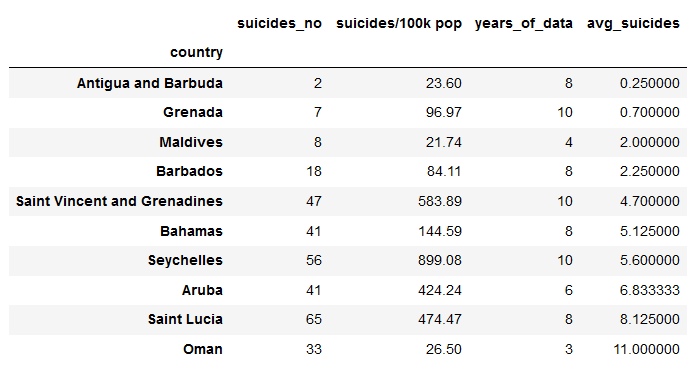 suicides_no suicides/100k pop years_of_data avg_suicides
country
Antigua and Barbuda 2 23.60 8 0.250000
Grenada 7 96.97 10 0.700000
Maldives 8 21.74 4 2.000000
Barbados 18 84.11 8 2.250000
Saint Vincent and Grenadines 47 583.89 10 4.700000
Bahamas 41 144.59 8 5.125000
Seychelles 56 899.08 10 5.600000
Aruba 41 424.24 6 6.833333
Saint Lucia 65 474.47 8 8.125000
Oman 33 26.50 3 11.000000